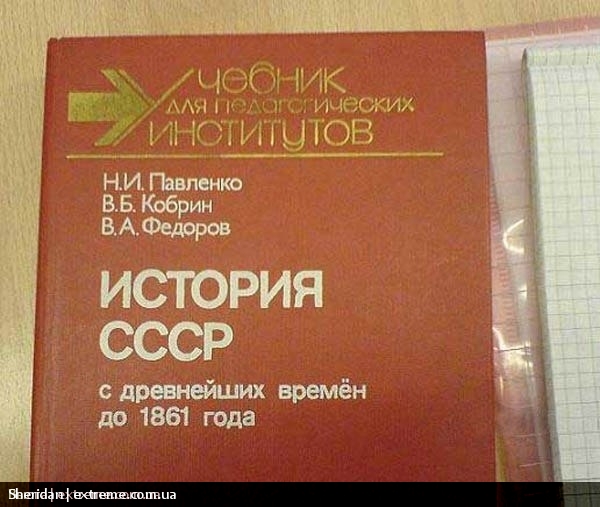 Учебник
для педагогических
институтов
Н.И. Павленко
В.Б. Кобрин
В.А. Федоров
ИСТОРИЯ
СССР
с древнейших времён
до 1861 года